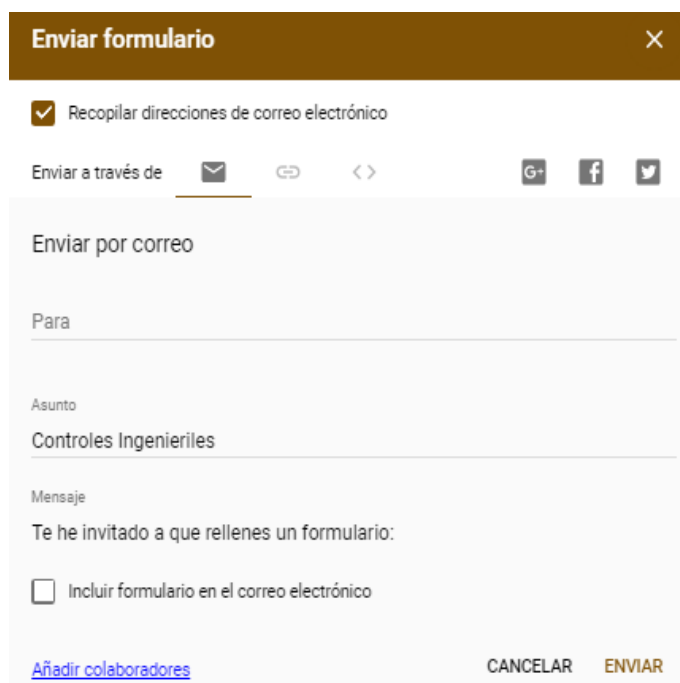 Enviar formulario
Recopilar direcciones de correo electrónico
Enviar a través de
G+
Enviar por correo
Para
Asunto
Controles Ingenieriles
Mensaje
Te he invitado a que rellenes un formulario:
Incluir formulario en el correo electrónico
Añadir colaboradores CANCELAR ENVIAR